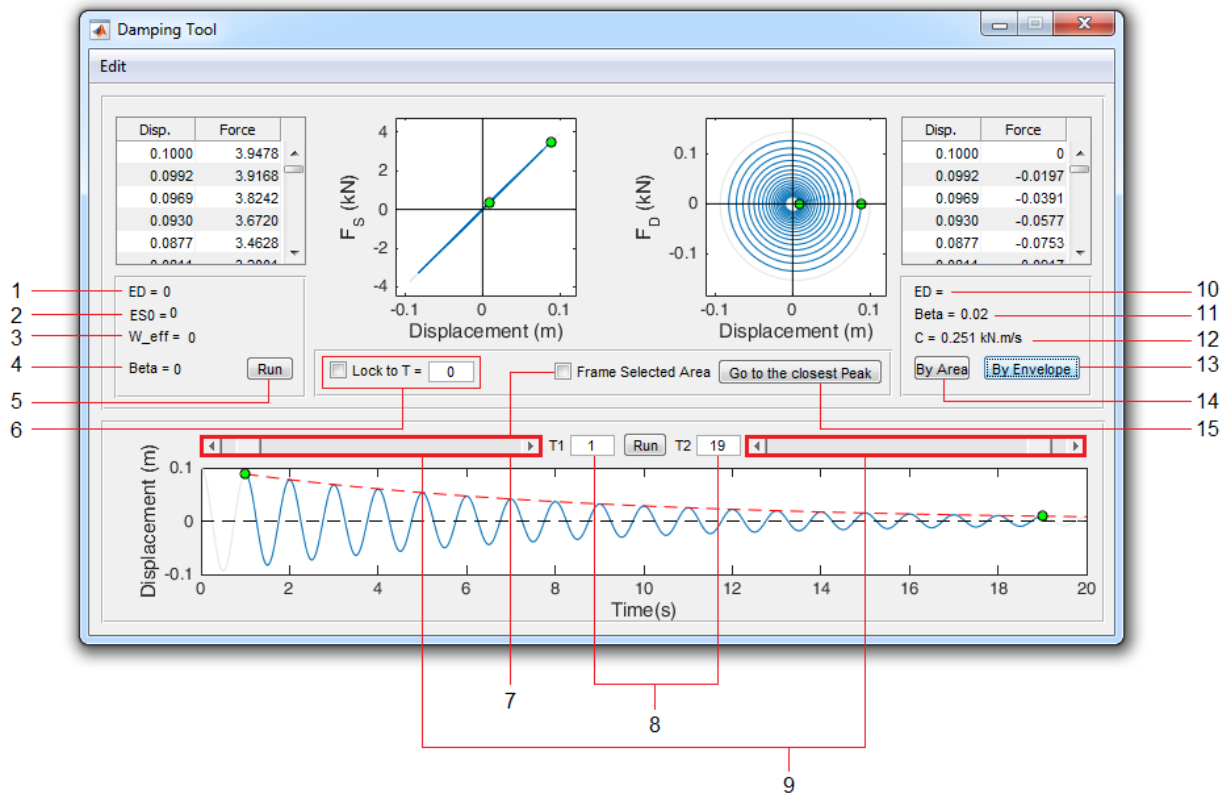 Damping Tool
Edit
Disp. Force
0.1000 3.9478
0.0992 3.9168
0.0969 3.8242
0.0930 3.6720
0.0877 3.4628
F_S (kN)
4
2
0
-2
-4
-0.1 0 0.1
Displacement (m)
F_D (kN)
0.1
0
-0.1
-0.1 0 0.1
Displacement (m)
Disp. Force
0.1000 0
0.0992 -0.0197
0.0969 -0.0391
0.0930 -0.0577
0.0877 -0.0753
1 ED = 0
2 ES0 = 0
3 W_eff = 0
4 Beta = 0 Run
5
6
Lock to T = 0 Frame Selected Area Go to the closest Peak
ED = 10
Beta = 0.02 11
C = 0.251 kN.m/s 12
By Area By Envelope 13
14
15
T1 1 Run T2 19
Displacement (m)
0.1
0
-0.1
0 2 4 6 8 10 12 14 16 18 20
Time(s)
7
8
9